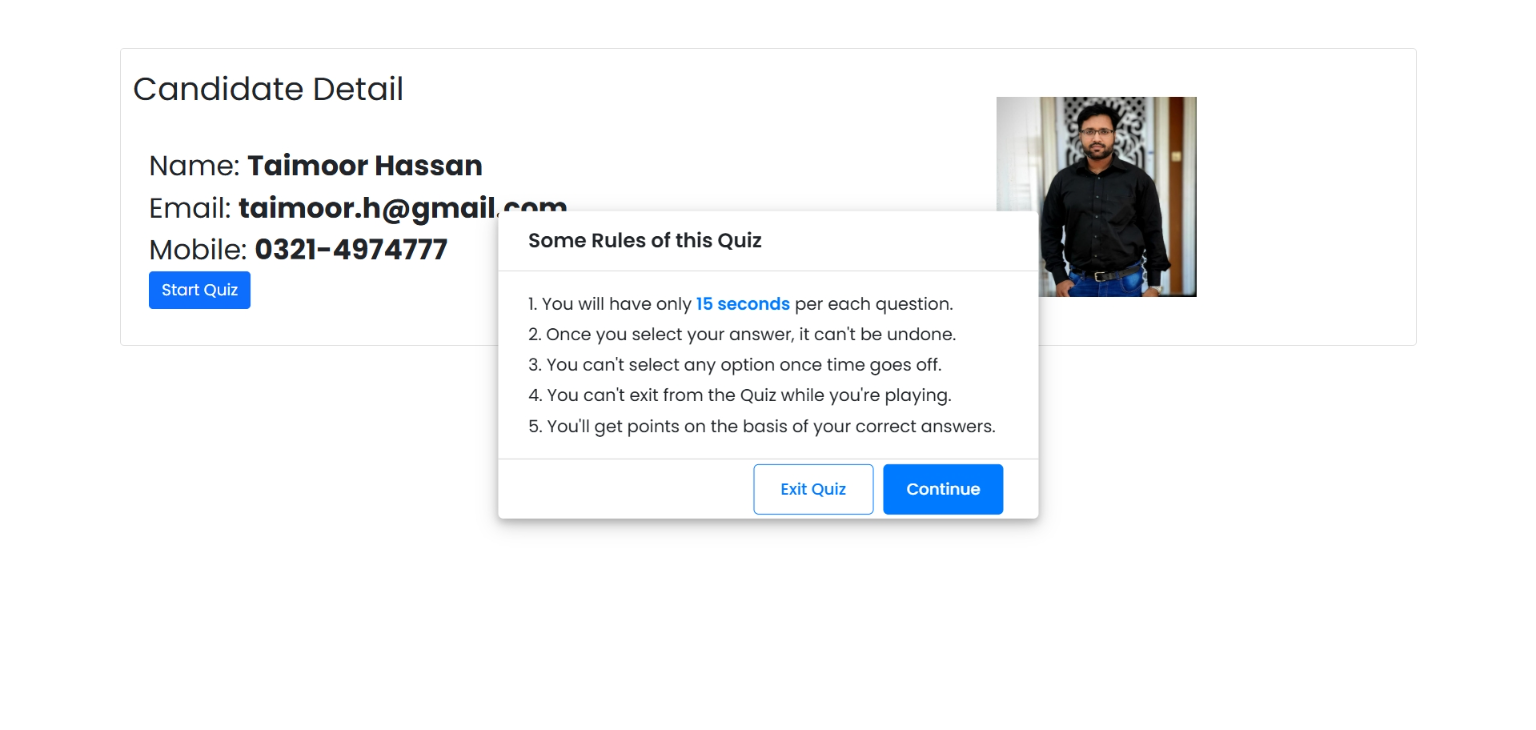 Candidate Detail
Name: Taimoor Hassan
Email: taimoor.h@gmail.com
Mobile: 0321-4974777
Start Quiz
Some Rules of this Quiz
1. You will have only 15 seconds per each question.
2. Once you select your answer, it can't be undone.
3. You can't select any option once time goes off.
4. You can't exit from the Quiz while you're playing.
5. You'll get points on the basis of your correct answers.
Exit Quiz
Continue